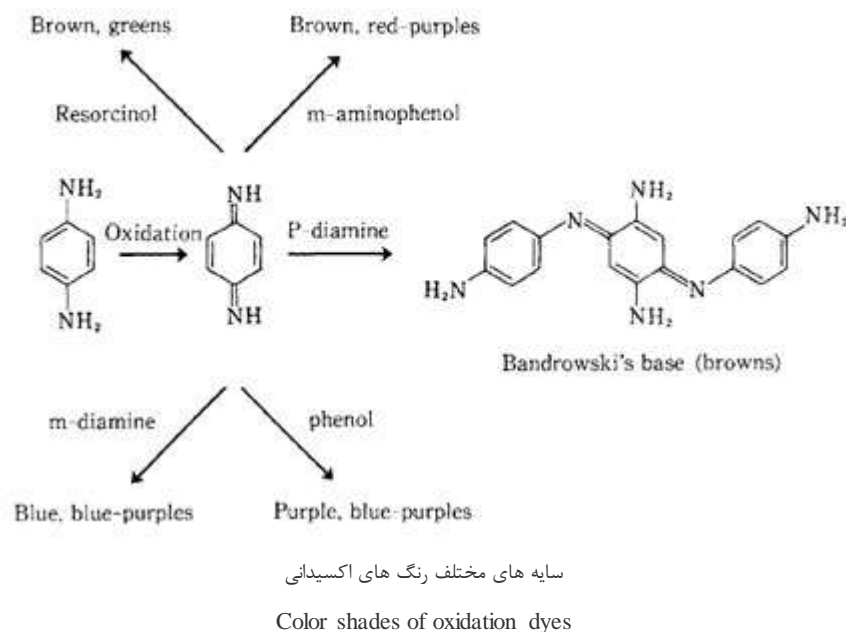 Brown, greens
Brown, red-purples
Resorcinol
m-aminophenol
NH₂
NH
NH₂
NH₂
Oxidation
P-diamine
N
H₂N
N
NH₂
NH
NH₂
Bandrowski's base (browns)
m-diamine
phenol
Blue, blue-purples
Purple, blue-purples
سایه های مختلف رنگ های اکسیدانی
Color shades of oxidation dyes